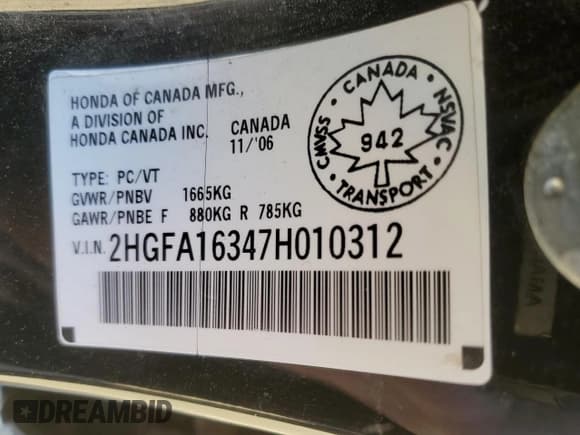 HONDA OF CANADA MFG.,
A DIVISION OF
HONDA CANADA INC.
CANADA
11/'06
TYPE: PC/VT
GVWR/PNBV 1665KG
GAWR/PNBE F 880KG R 785KG
V.I.N. 2HGFA16347H010312
CANADA
CMVSS
NSVAC
942
TRANSPORT
DREAMBID